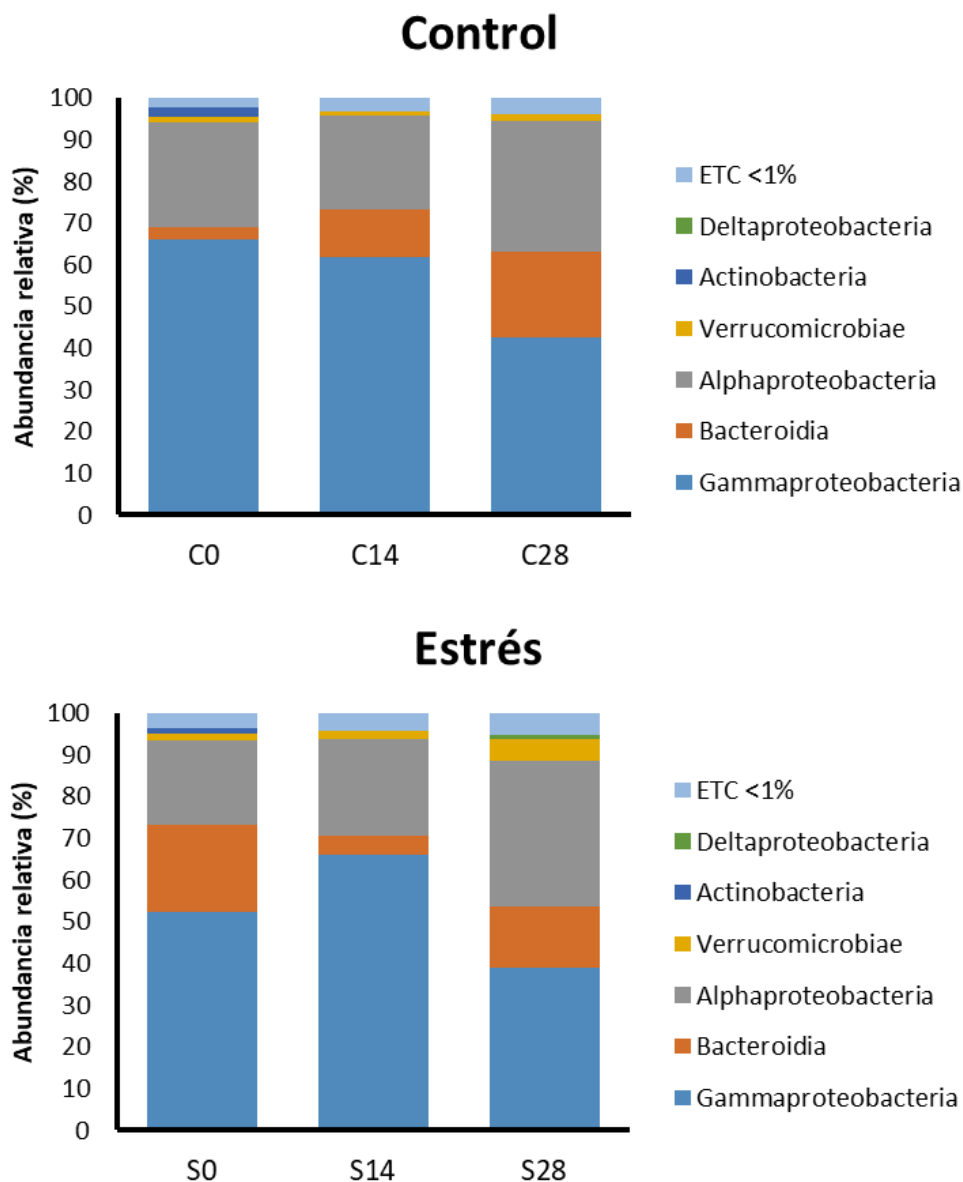 Control
Abundancia relativa (%)
100
90
80
70
60
50
40
30
20
10
0
C0 C14 C28
ETC <1%
Deltaproteobacteria
Actinobacteria
Verrucomicrobiae
Alphaproteobacteria
Bacteroidia
Gammaproteobacteria
Estrés
Abundancia relativa (%)
100
90
80
70
60
50
40
30
20
10
0
S0 S14 S28
ETC <1%
Deltaproteobacteria
Actinobacteria
Verrucomicrobiae
Alphaproteobacteria
Bacteroidia
Gammaproteobacteria